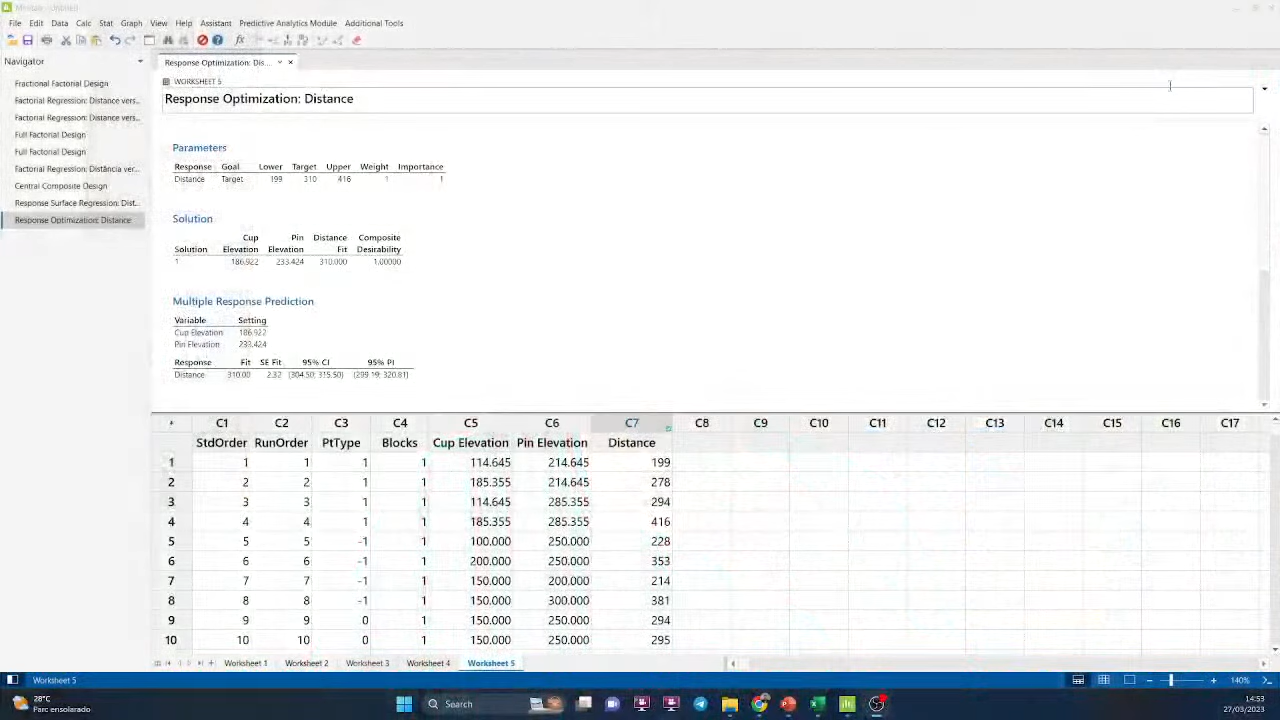 Minitab - Untitled
File Edit Data Calc Stat Graph View Help Assistant Predictive Analytics Module Additional Tools
Navigator
Response Optimization: Dis...
Fractional Factorial Design
Factorial Regression: Distance vers...
Factorial Regression: Distance vers...
Full Factorial Design
Full Factorial Design
Factorial Regression: Distância ver...
Central Composite Design
Response Surface Regression: Dist...
Response Optimization: Distance
WORKSHEET 5
Response Optimization: Distance
Parameters
Response Goal Lower Target Upper Weight Importance
Distance Target 199 310 416 1 1
Solution
Cup Pin Distance Composite
Solution Elevation Elevation Fit Desirability
1 186.922 233.424 310.000 1.00000
Multiple Response Prediction
Variable Setting
Cup Elevation 186.922
Pin Elevation 233.424
Response Fit SE Fit 95% CI 95% PI
Distance 310.00 2.32 (304.50; 315.50) (299.19; 320.81)
C1 C2 C3 C4 C5 C6 C7 C8 C9 C10 C11 C12 C13 C14 C15 C16 C17
StdOrder RunOrder PtType Blocks Cup Elevation Pin Elevation Distance
1 1 1 1 1 114.645 214.645 199
2 2 2 1 1 185.355 214.645 278
3 3 3 1 1 114.645 285.355 294
4 4 4 1 1 185.355 285.355 416
5 5 5 -1 1 100.000 250.000 228
6 6 6 -1 1 200.000 250.000 353
7 7 7 -1 1 150.000 200.000 214
8 8 8 -1 1 150.000 300.000 381
9 9 9 0 1 150.000 250.000 294
10 10 10 0 1 150.000 250.000 295
Worksheet 1 Worksheet 2 Worksheet 3 Worksheet 4 Worksheet 5
Worksheet 5 140%
28°C
Parc ensolarado
Search
14:53
27/03/2023